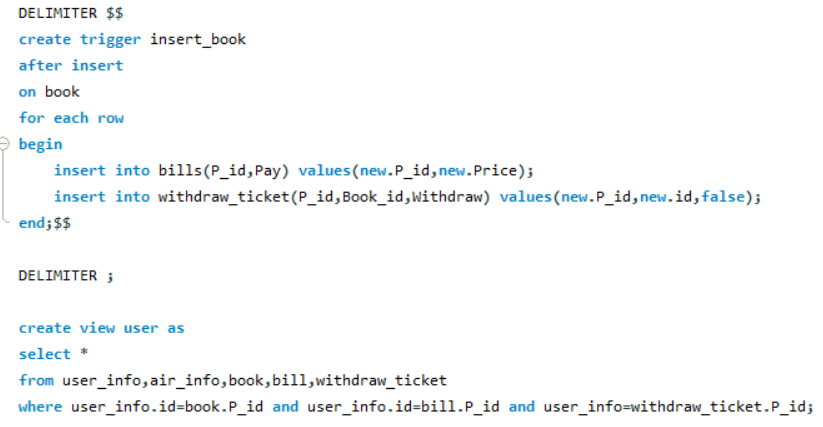 DELIMITER $$
create trigger insert_book
after insert
on book
for each row
begin
insert into bills(P_id,Pay) values(new.P_id,new.Price);
insert into withdraw_ticket(P_id,Book_id,Withdraw) values(new.P_id,new.id,false);
end;$$
DELIMITER ;
create view user as
select *
from user_info,air_info,book,bill,withdraw_ticket
where user_info.id=book.P_id and user_info.id=bill.P_id and user_info=withdraw_ticket.P_id;